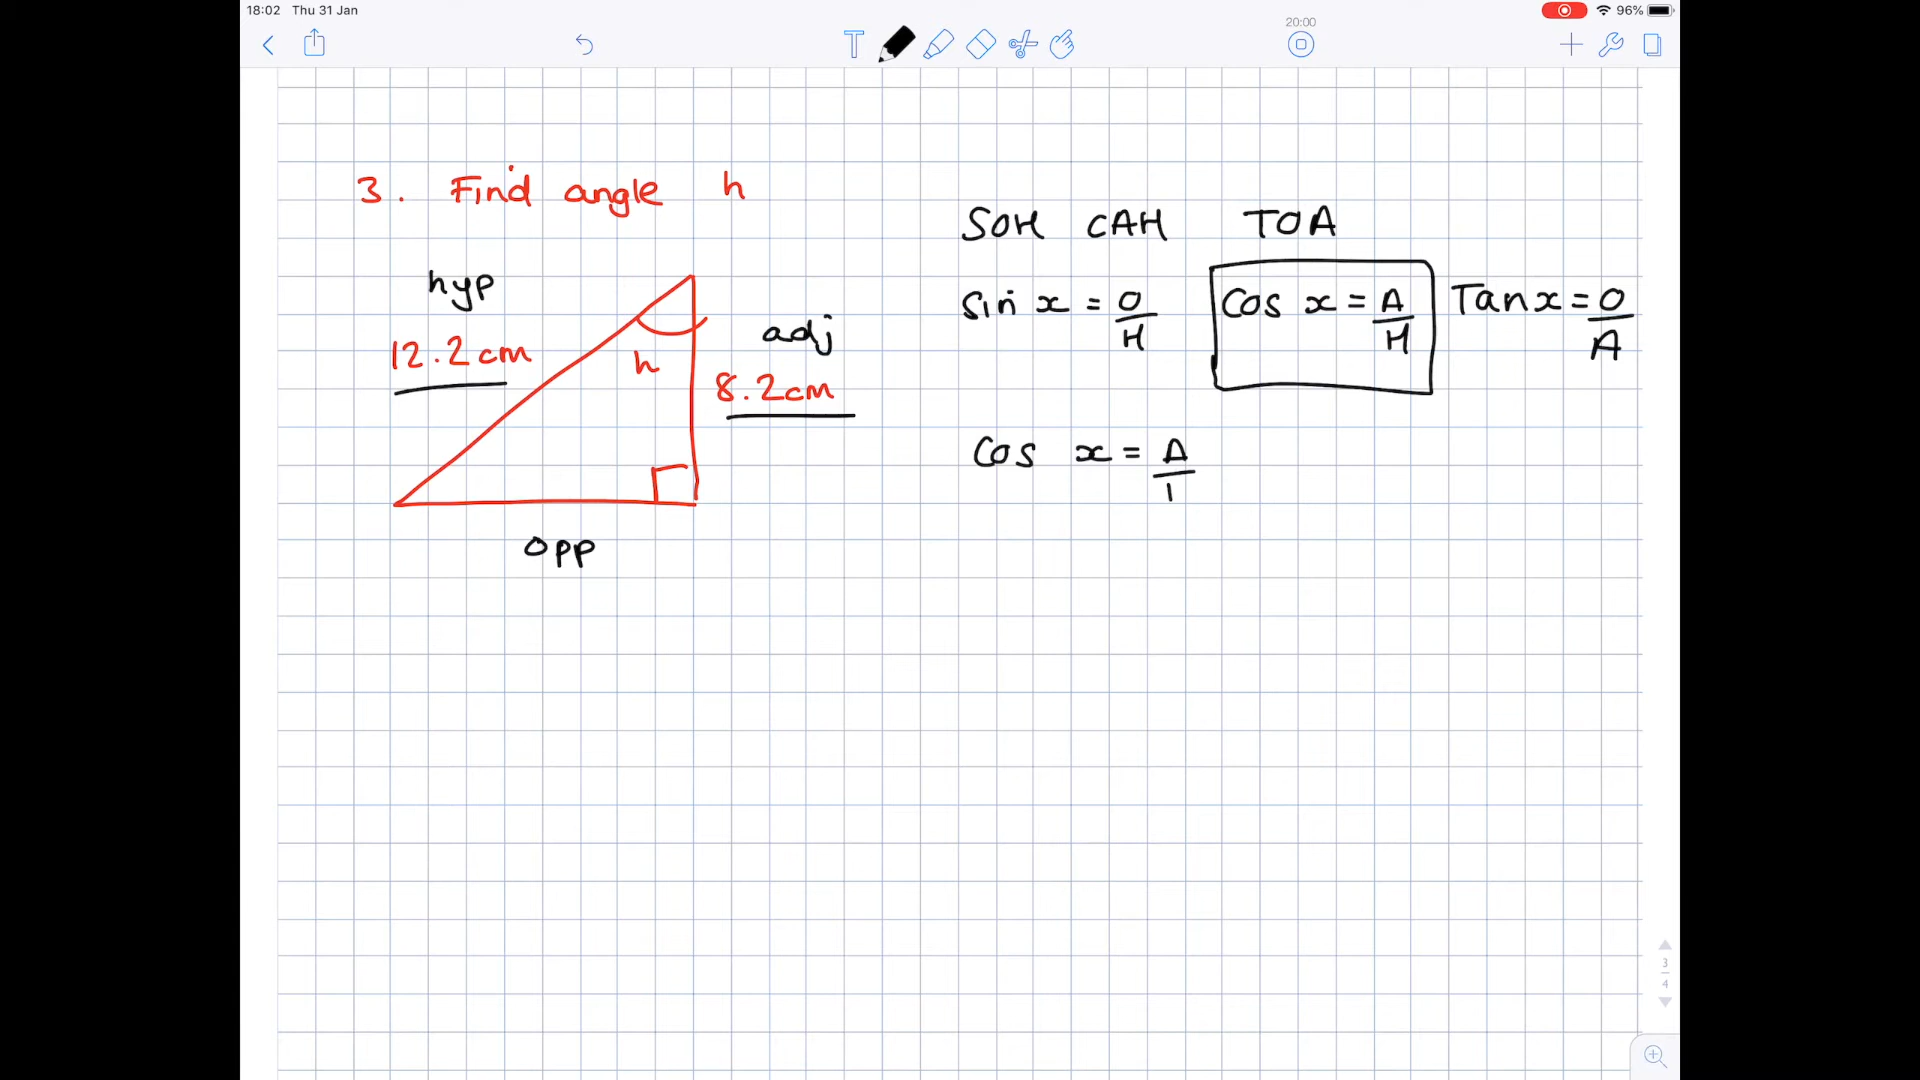 18:02 Thu 31 Jan
96%
20:00
T
3. Find angle h
SOH CAH TOA
hyp
sin x = O/H Cos x = A/H Tan x = O/A
12.2cm
adj
h
8.2cm
Cos x = A/
opp
3
4